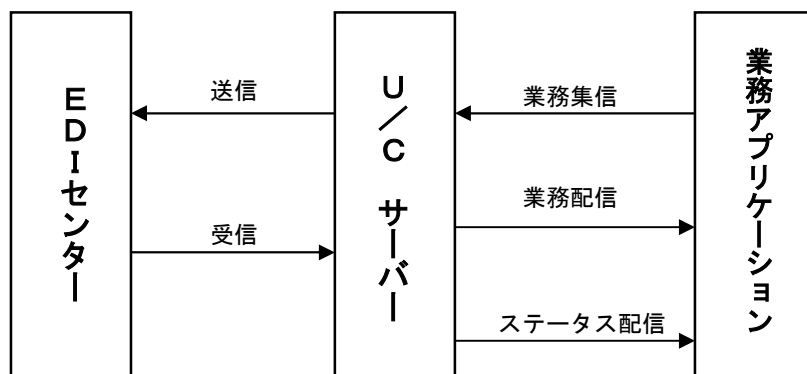 EDIセンター
送信
受信
U/C サーバー
業務集信
業務配信
ステータス配信
業務アプリケーション